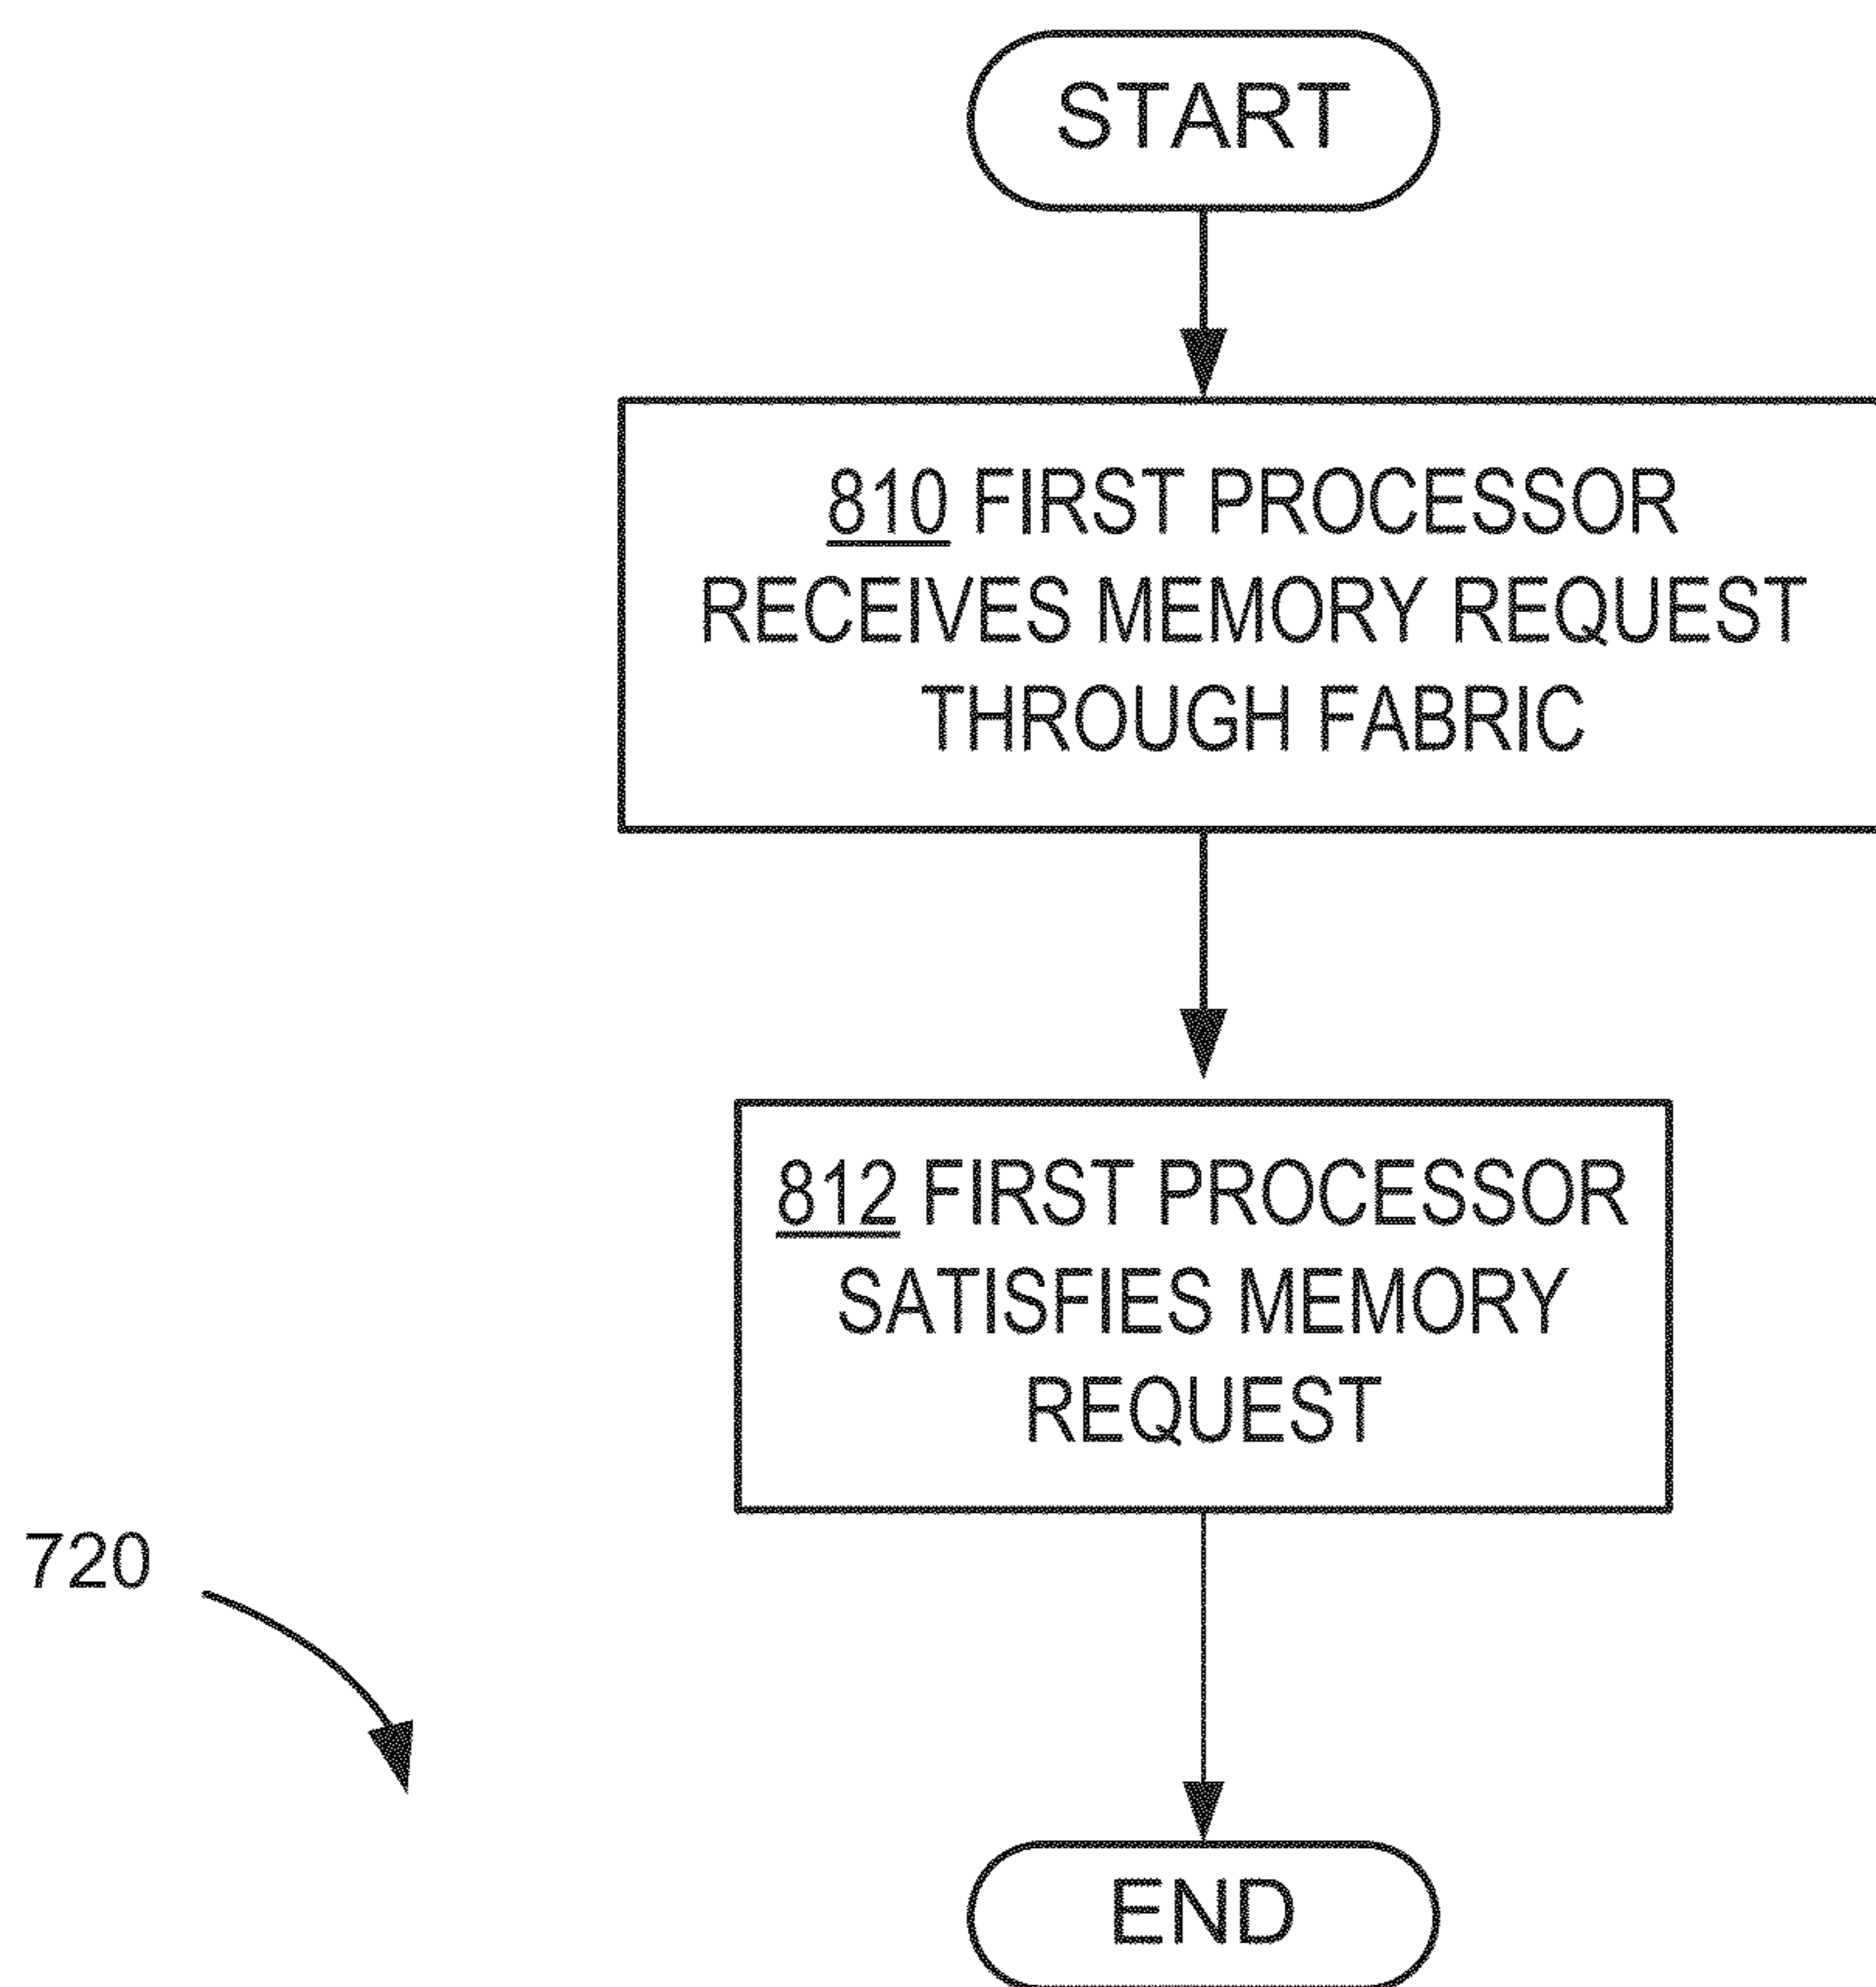 START
810 FIRST PROCESSOR
RECEIVES MEMORY REQUEST
THROUGH FABRIC
812 FIRST PROCESSOR
SATISFIES MEMORY
REQUEST
720
END